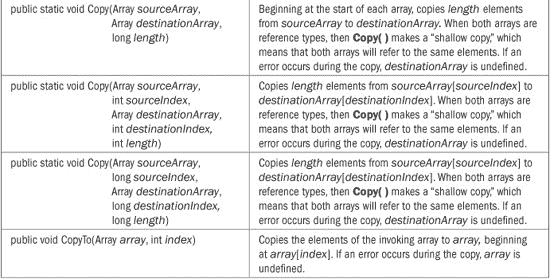 public static void Copy(Array sourceArray,
Array destinationArray,
long length)
Beginning at the start of each array, copies length elements
from sourceArray to destinationArray. When both arrays are
reference types, then Copy( ) makes a “shallow copy,” which
means that both arrays will refer to the same elements. If an
error occurs during the copy, destinationArray is undefined.
public static void Copy(Array sourceArray,
int sourceIndex,
Array destinationArray,
int destinationIndex,
int length)
Copies length elements from sourceArray[sourceIndex] to
destinationArray[destinationIndex]. When both arrays are
reference types, then Copy( ) makes a “shallow copy,” which
means that both arrays will refer to the same elements. If an
error occurs during the copy, destinationArray is undefined.
public static void Copy(Array sourceArray,
long sourceIndex,
Array destinationArray,
long destinationIndex,
long length)
Copies length elements from sourceArray[sourceIndex] to
destinationArray[destinationIndex]. When both arrays are
reference types, then Copy( ) makes a “shallow copy,” which
means that both arrays will refer to the same elements. If an
error occurs during the copy, destinationArray is undefined.
public void CopyTo(Array array, int index)
Copies the elements of the invoking array to array, beginning
at array[index]. If an error occurs during the copy, array is
undefined.